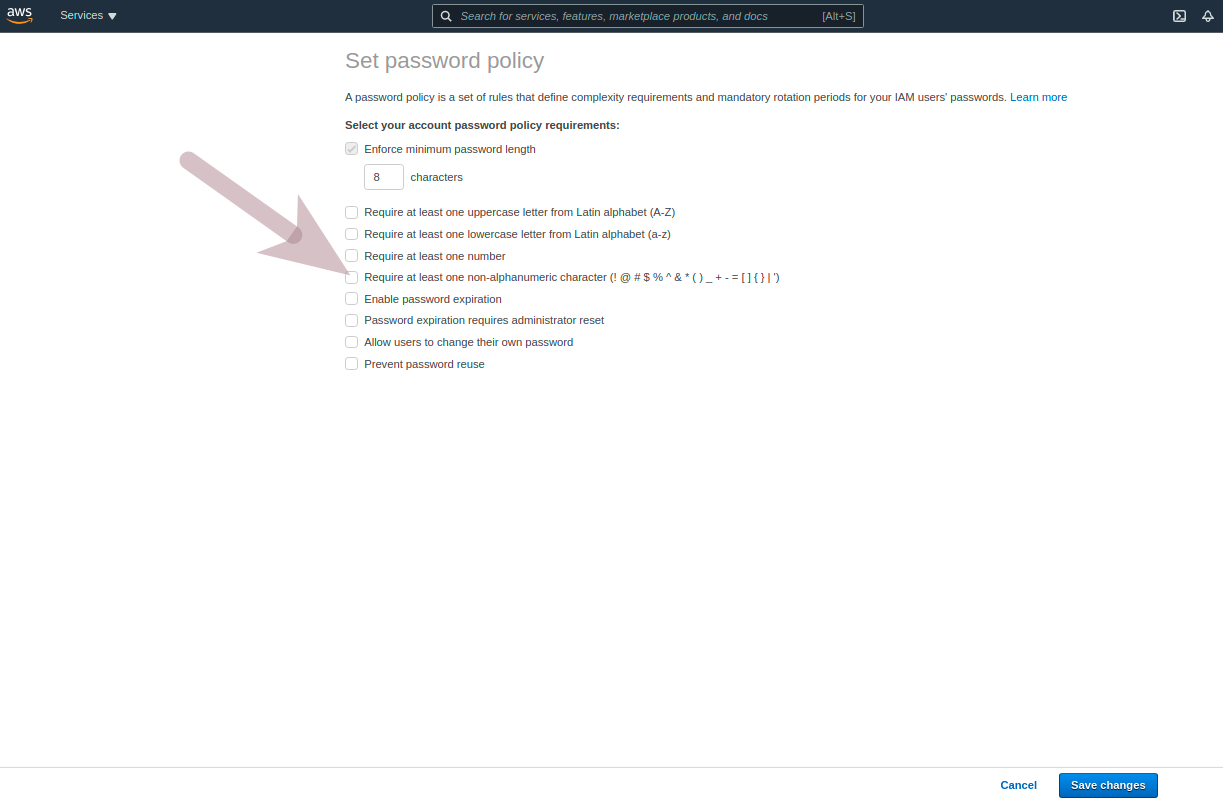 aws
Services
Search for services, features, marketplace products, and docs [Alt+S]
Set password policy
A password policy is a set of rules that define complexity requirements and mandatory rotation periods for your IAM users' passwords. Learn more
Select your account password policy requirements:
Enforce minimum password length
8 characters
Require at least one uppercase letter from Latin alphabet (A-Z)
Require at least one lowercase letter from Latin alphabet (a-z)
Require at least one number
Require at least one non-alphanumeric character (! @ # $ % ^ & * ( ) _ + - = [ ] { } | ')
Enable password expiration
Password expiration requires administrator reset
Allow users to change their own password
Prevent password reuse
Cancel
Save changes